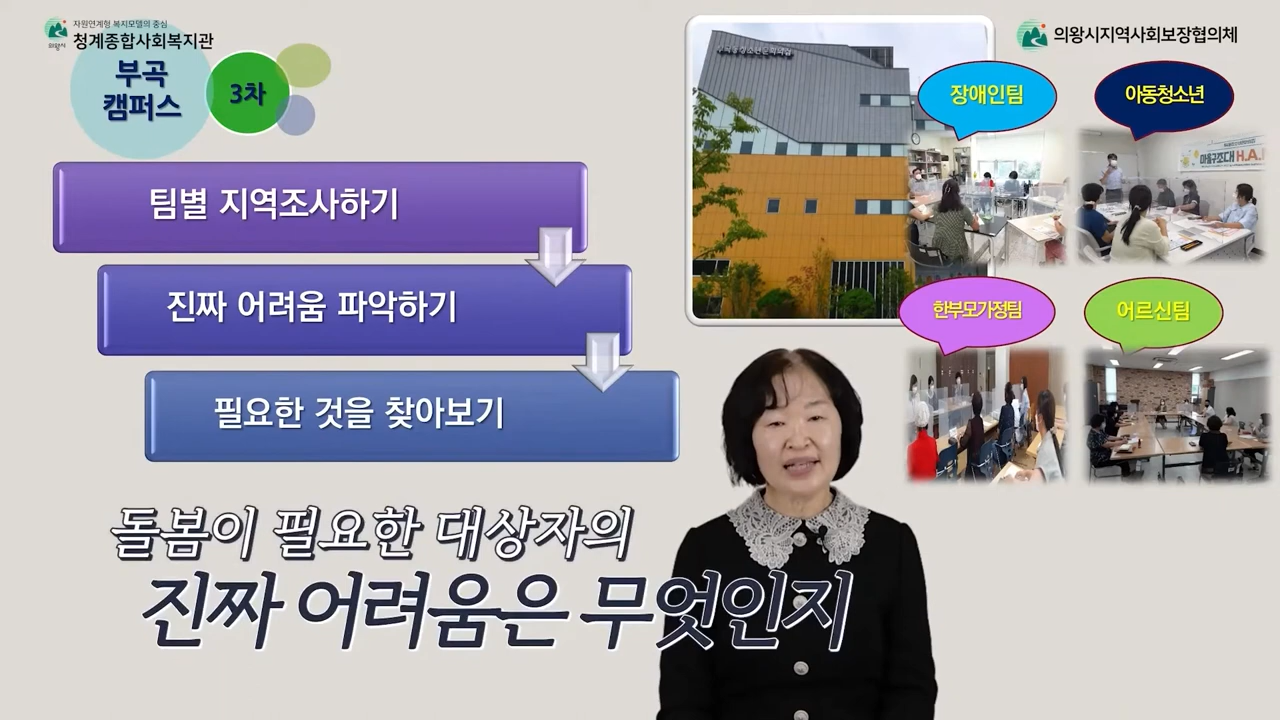 자원연계형 복지모델의 중심
의왕시 청계종합사회복지관
의왕시지역사회보장협의체
부곡
캠퍼스
3차
팀별 지역조사하기
진짜 어려움 파악하기
필요한 것을 찾아보기
장애인팀
아동청소년
마음구조대 H.A.
한부모가정팀
어르신팀
돌봄이 필요한 대상자의
진짜 어려움은 무엇인지